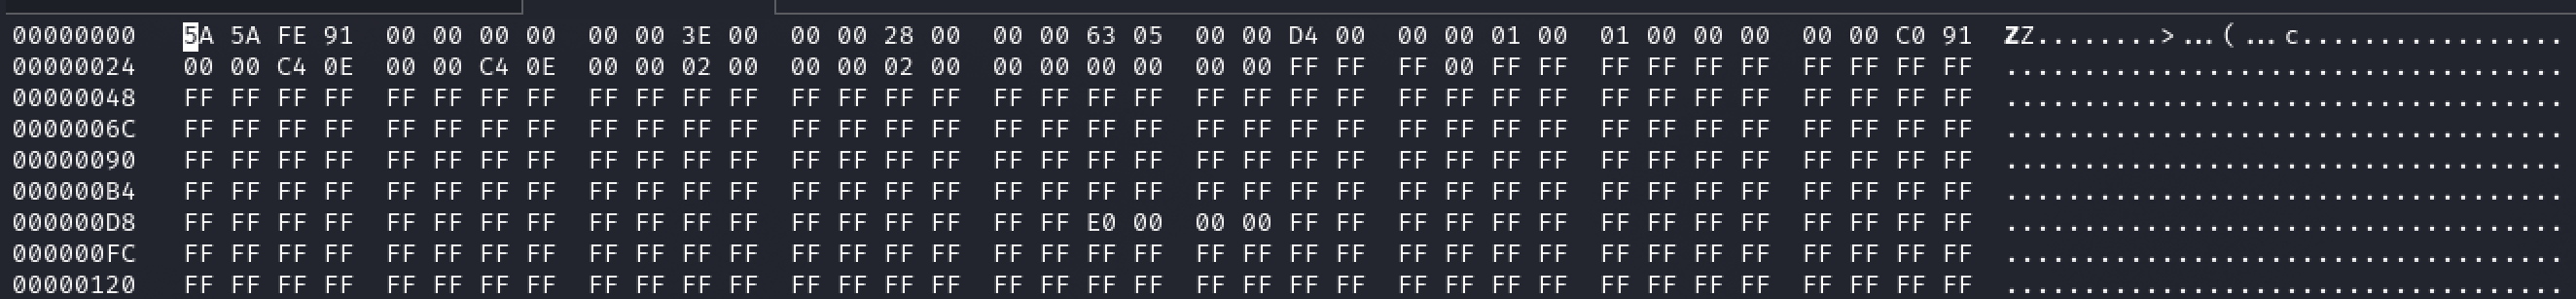 00000000 5A 5A FE 91 00 00 00 00 00 00 3E 00 00 00 28 00 00 00 63 05 00 00 D4 00 00 00 01 00 01 00 00 00 00 00 C0 91 ZZ........>...(...c.................
00000024 00 00 C4 0E 00 00 C4 0E 00 00 02 00 00 00 02 00 00 00 00 00 00 00 FF FF FF 00 FF FF FF FF FF FF FF FF FF FF ....................................
00000048 FF FF FF FF FF FF FF FF FF FF FF FF FF FF FF FF FF FF FF FF FF FF FF FF FF FF FF FF FF FF FF FF FF FF FF FF ....................................
0000006C FF FF FF FF FF FF FF FF FF FF FF FF FF FF FF FF FF FF FF FF FF FF FF FF FF FF FF FF FF FF FF FF FF FF FF FF ....................................
00000090 FF FF FF FF FF FF FF FF FF FF FF FF FF FF FF FF FF FF FF FF FF FF FF FF FF FF FF FF FF FF FF FF FF FF FF FF ....................................
000000B4 FF FF FF FF FF FF FF FF FF FF FF FF FF FF FF FF FF FF FF FF FF FF FF FF FF FF FF FF FF FF FF FF FF FF FF FF ....................................
000000D8 FF FF FF FF FF FF FF FF FF FF FF FF FF FF FF FF FF FF E0 00 00 00 FF FF FF FF FF FF FF FF FF FF FF FF FF FF ....................................
000000FC FF FF FF FF FF FF FF FF FF FF FF FF FF FF FF FF FF FF FF FF FF FF FF FF FF FF FF FF FF FF FF FF FF FF FF FF ....................................
00000120 FF FF FF FF FF FF FF FF FF FF FF FF FF FF FF FF FF FF FF FF FF FF FF FF FF FF FF FF FF FF FF FF FF FF FF FF ....................................